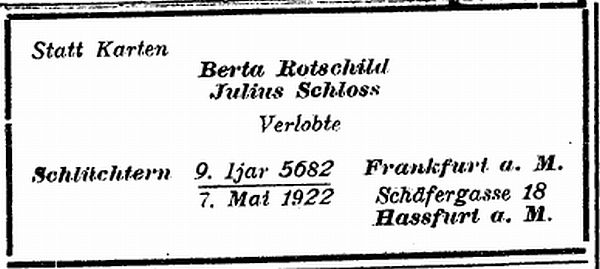 Statt Karten
Berta Rotschild
Julius Schloss
Verlobte
Schlüchtern 9. Ijar 5682 Frankfurt a. M.
7. Mai 1922 Schäfergasse 18
Hassfurt a. M.